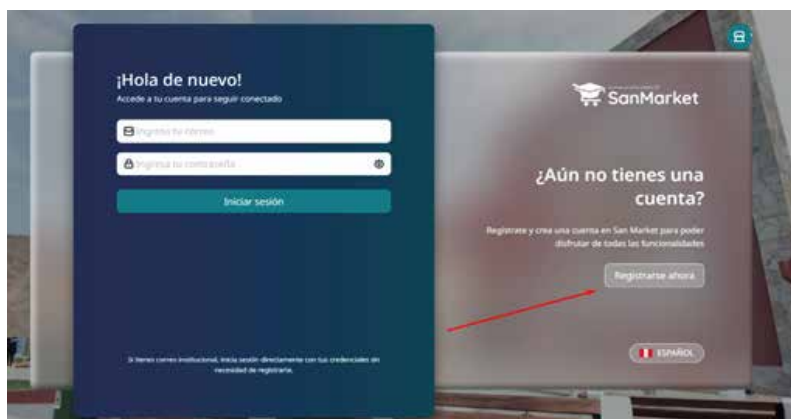 ¡Hola de nuevo!
Accede a tu cuenta para seguir conectado
Ingresa tu correo
Ingresa tu contraseña
Iniciar sesión
Si tienes correo institucional, inicia sesión directamente con tus credenciales sin
necesidad de registrarte.
SanMarket
¿Aún no tienes una
cuenta?
Regístrate y crea una cuenta en San Market para poder
disfrutar de todas las funcionalidades
Registrarse ahora
ESPAÑOL